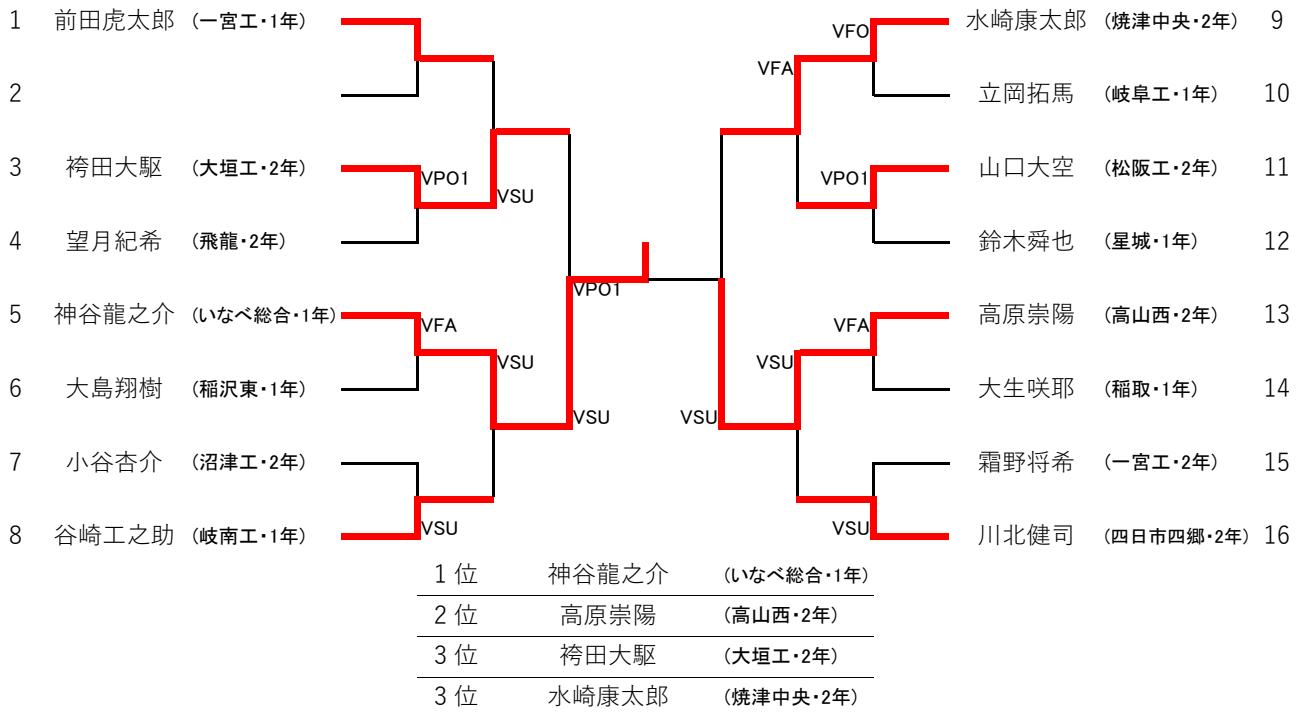 1 前田虎太郎 (一宮工・1年)
2
3 袴田大駆 (大垣工・2年)
4 望月紀希 (飛龍・2年)
5 神谷龍之介 (いなべ総合・1年)
6 大島翔樹 (稲沢東・1年)
7 小谷杏介 (沼津工・2年)
8 谷崎工之助 (岐南工・1年)
VPO1
VSU
VFA
VSU
VSU
VSU
VPO1
VFO
VFA
VPO1
VFA
VSU
VSU
VSU
水崎康太郎 (焼津中央・2年) 9
立岡拓馬 (岐阜工・1年) 10
山口大空 (松阪工・2年) 11
鈴木舜也 (星城・1年) 12
高原崇陽 (高山西・2年) 13
大生咲耶 (稲取・1年) 14
霜野将希 (一宮工・2年) 15
川北健司 (四日市四郷・2年) 16
1位 神谷龍之介 (いなべ総合・1年)
2位 高原崇陽 (高山西・2年)
3位 袴田大駆 (大垣工・2年)
3位 水崎康太郎 (焼津中央・2年)